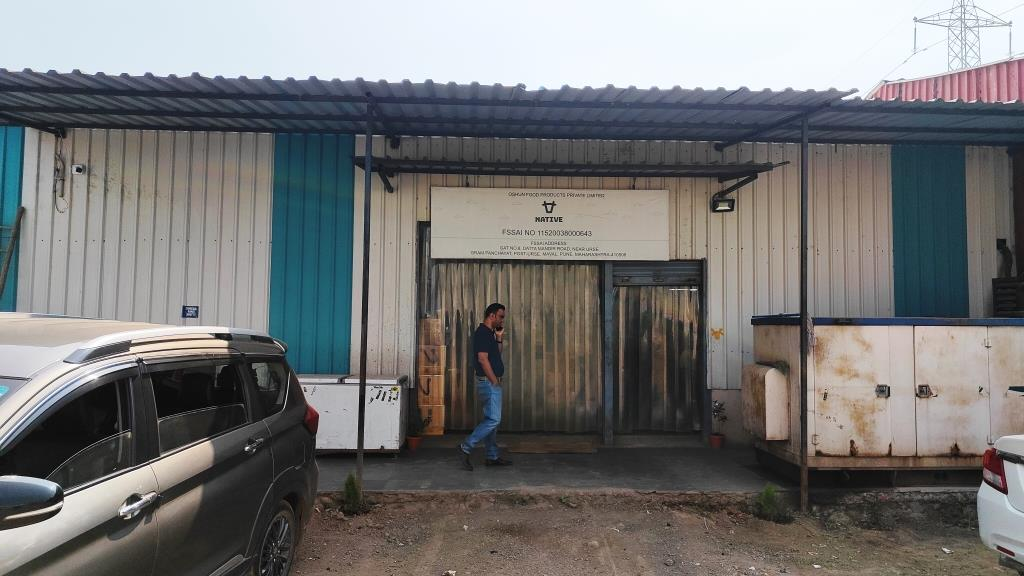 OSHUN FOOD PRODUCTS PRIVATE LIMITED
NATIVE
FSSAI NO 11520038000643
FSSAI ADDRESS
GAT NO.8, DATTA MANDIR ROAD, NEAR URSE
GRAM PANCHAYAT, POST-URSE, MAVAL, PUNE, MAHARASHTRA-410506